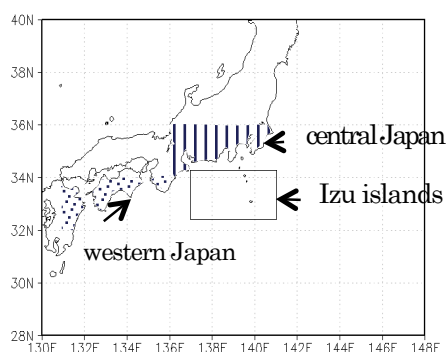 40N
38N
36N
central Japan
34N
Izu islands
32N
western Japan
30N
28N
130E 132E 134E 136E 138E 140E 142E 144E 146E 148E